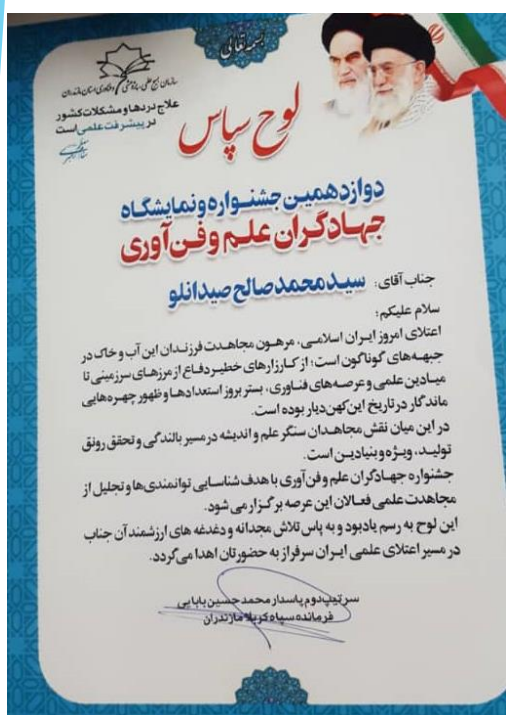 بسمه تعالی
سازمان بسیج علمی پژوهشی و فناوری استان مازندران
علاج دردها و مشکلات کشور
در پیشرفت علمی است
لوح سپاس
دوازدهمین جشنواره و نمایشگاه
جهادگران علم و فن آوری
جناب آقای: سیدمحمدصالح صیدانلو
سلام علیکم؛
اعتلای امروز ایران اسلامی، مرهون مجاهدت فرزندان این آب و خاک در
جبهه‌های گوناگون است؛ از کارزارهای خطیر دفاع از مرزهای سرزمینی تا
میادین علمی و عرصه‌های فناوری، بستر بروز استعدادها و ظهور چهره‌هایی
ماندگار در تاریخ این کهن دیار بوده است.
در این میان نقش مجاهدان سنگر علم و اندیشه در مسیر بالندگی و تحقق رونق
تولید، ویژه و بنیادین است.
جشنواره جهادگران علم و فن آوری با هدف شناسایی توانمندی‌ها و تجلیل از
مجاهدت علمی فعالان این عرصه برگزار می شود.
این لوح به رسم یادبود و به پاس تلاش مجدانه و دغدغه های ارزشمند آن جناب
در مسیر اعتلای علمی ایران سرفراز به حضورتان اهدا می‌گردد.
سرتیپ دوم پاسدار محمدحسین بابایی
فرمانده سپاه کربلا مازندران